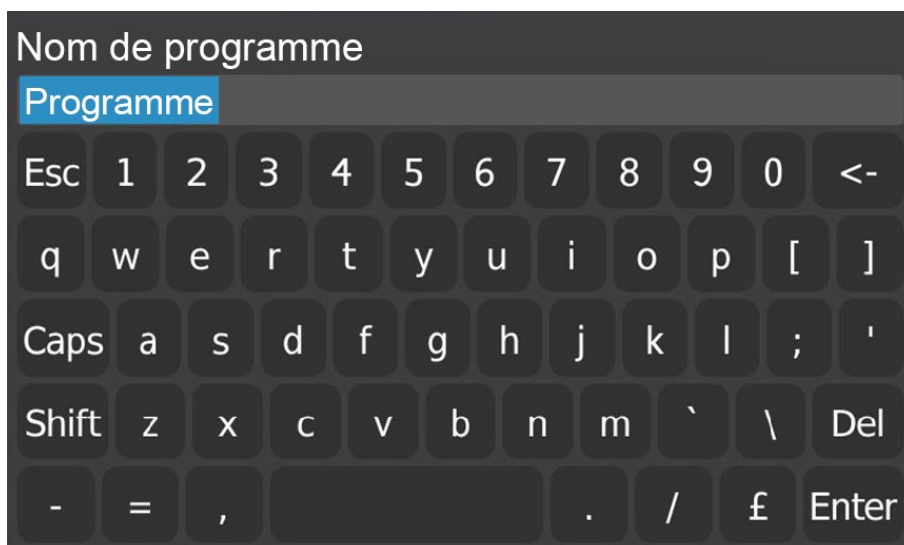 Nom de programme
Programme
Esc 1 2 3 4 5 6 7 8 9 0 <-
q w e r t y u i o p [ ]
Caps a s d f g h j k l ; '
Shift z x c v b n m ` \ Del
- = , . / £ Enter